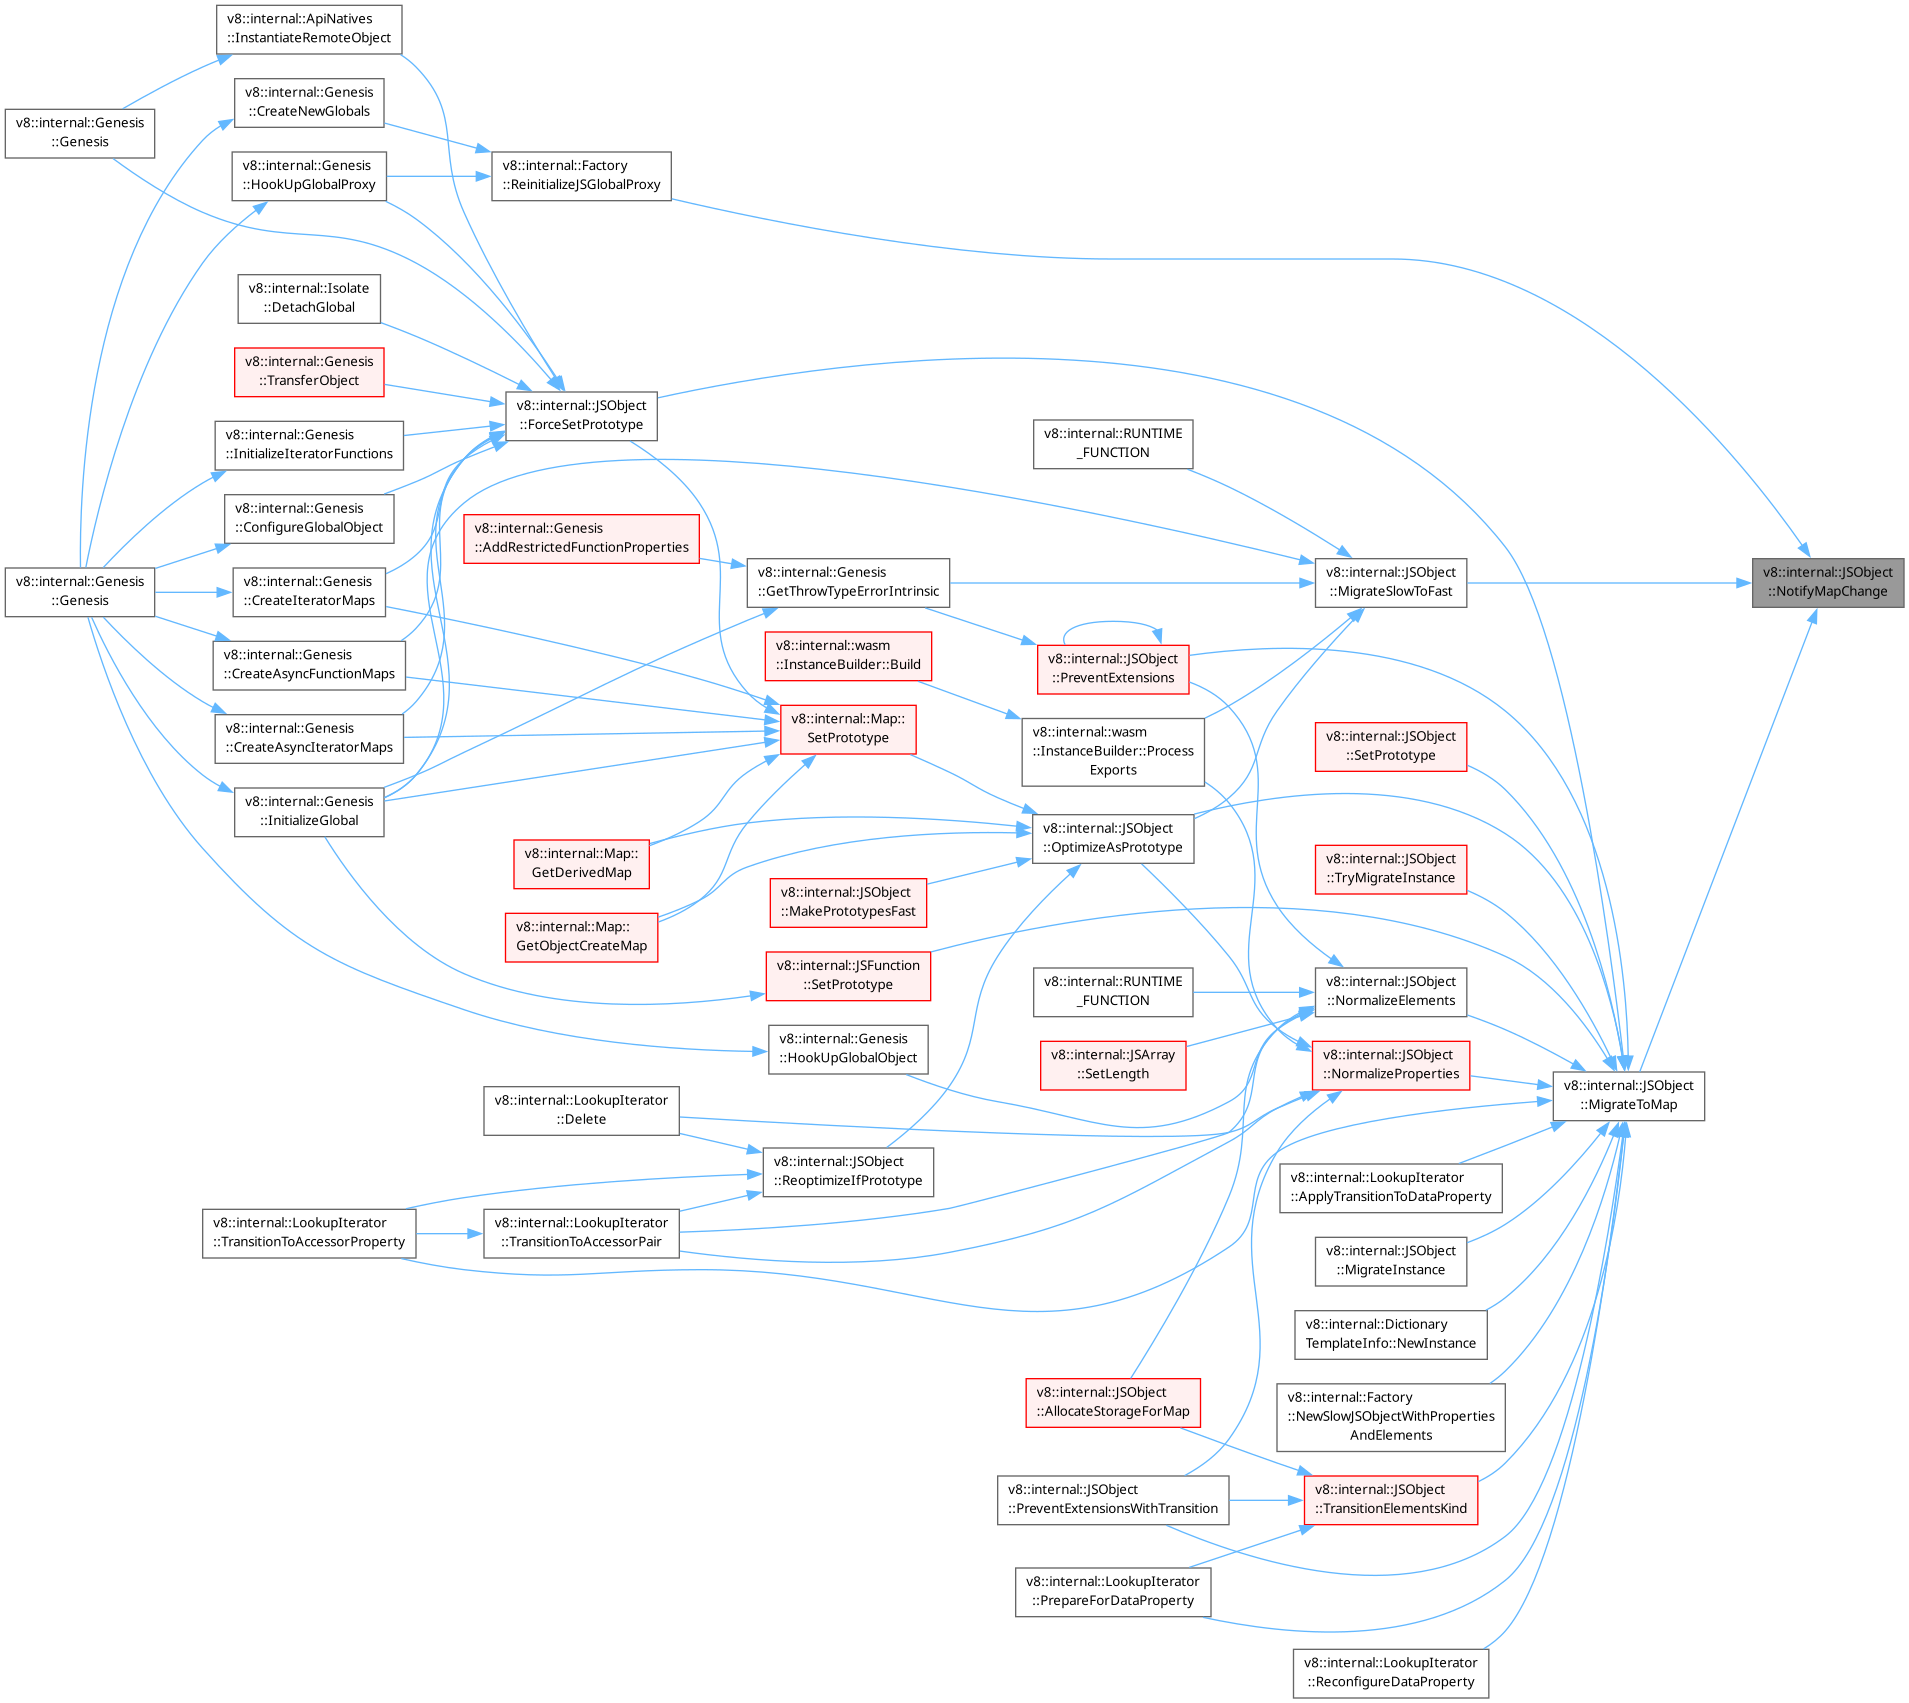 v8::internal::ApiNatives
::InstantiateRemoteObject
v8::internal::Genesis
::CreateNewGlobals
v8::internal::Genesis
::Genesis
v8::internal::Genesis
::HookUpGlobalProxy
v8::internal::Factory
::ReinitializeJSGlobalProxy
v8::internal::Isolate
::DetachGlobal
v8::internal::Genesis
::TransferObject
v8::internal::JSObject
::ForceSetPrototype
v8::internal::Genesis
::InitializeIteratorFunctions
v8::internal::RUNTIME
_FUNCTION
v8::internal::Genesis
::ConfigureGlobalObject
v8::internal::Genesis
::AddRestrictedFunctionProperties
v8::internal::Genesis
::Genesis
v8::internal::Genesis
::CreateIteratorMaps
v8::internal::Genesis
::GetThrowTypeErrorIntrinsic
v8::internal::JSObject
::MigrateSlowToFast
v8::internal::JSObject
::NotifyMapChange
v8::internal::Genesis
::CreateAsyncFunctionMaps
v8::internal::wasm
::InstanceBuilder::Build
v8::internal::JSObject
::PreventExtensions
v8::internal::Genesis
::CreateAsyncIteratorMaps
v8::internal::Map::
SetPrototype
v8::internal::wasm
::InstanceBuilder::Process
Exports
v8::internal::JSObject
::SetPrototype
v8::internal::Genesis
::InitializeGlobal
v8::internal::Map::
GetDerivedMap
v8::internal::JSObject
::OptimizeAsPrototype
v8::internal::JSObject
::TryMigrateInstance
v8::internal::JSObject
::MakePrototypesFast
v8::internal::Map::
GetObjectCreateMap
v8::internal::JSFunction
::SetPrototype
v8::internal::RUNTIME
_FUNCTION
v8::internal::JSObject
::NormalizeElements
v8::internal::Genesis
::HookUpGlobalObject
v8::internal::JSArray
::SetLength
v8::internal::JSObject
::NormalizeProperties
v8::internal::JSObject
::MigrateToMap
v8::internal::LookupIterator
::Delete
v8::internal::JSObject
::ReoptimizeIfPrototype
v8::internal::LookupIterator
::ApplyTransitionToDataProperty
v8::internal::LookupIterator
::TransitionToAccessorProperty
v8::internal::LookupIterator
::TransitionToAccessorPair
v8::internal::JSObject
::MigrateInstance
v8::internal::Dictionary
TemplateInfo::NewInstance
v8::internal::JSObject
::AllocateStorageForMap
v8::internal::Factory
::NewSlowJSObjectWithProperties
AndElements
v8::internal::JSObject
::PreventExtensionsWithTransition
v8::internal::JSObject
::TransitionElementsKind
v8::internal::LookupIterator
::PrepareForDataProperty
v8::internal::LookupIterator
::ReconfigureDataProperty